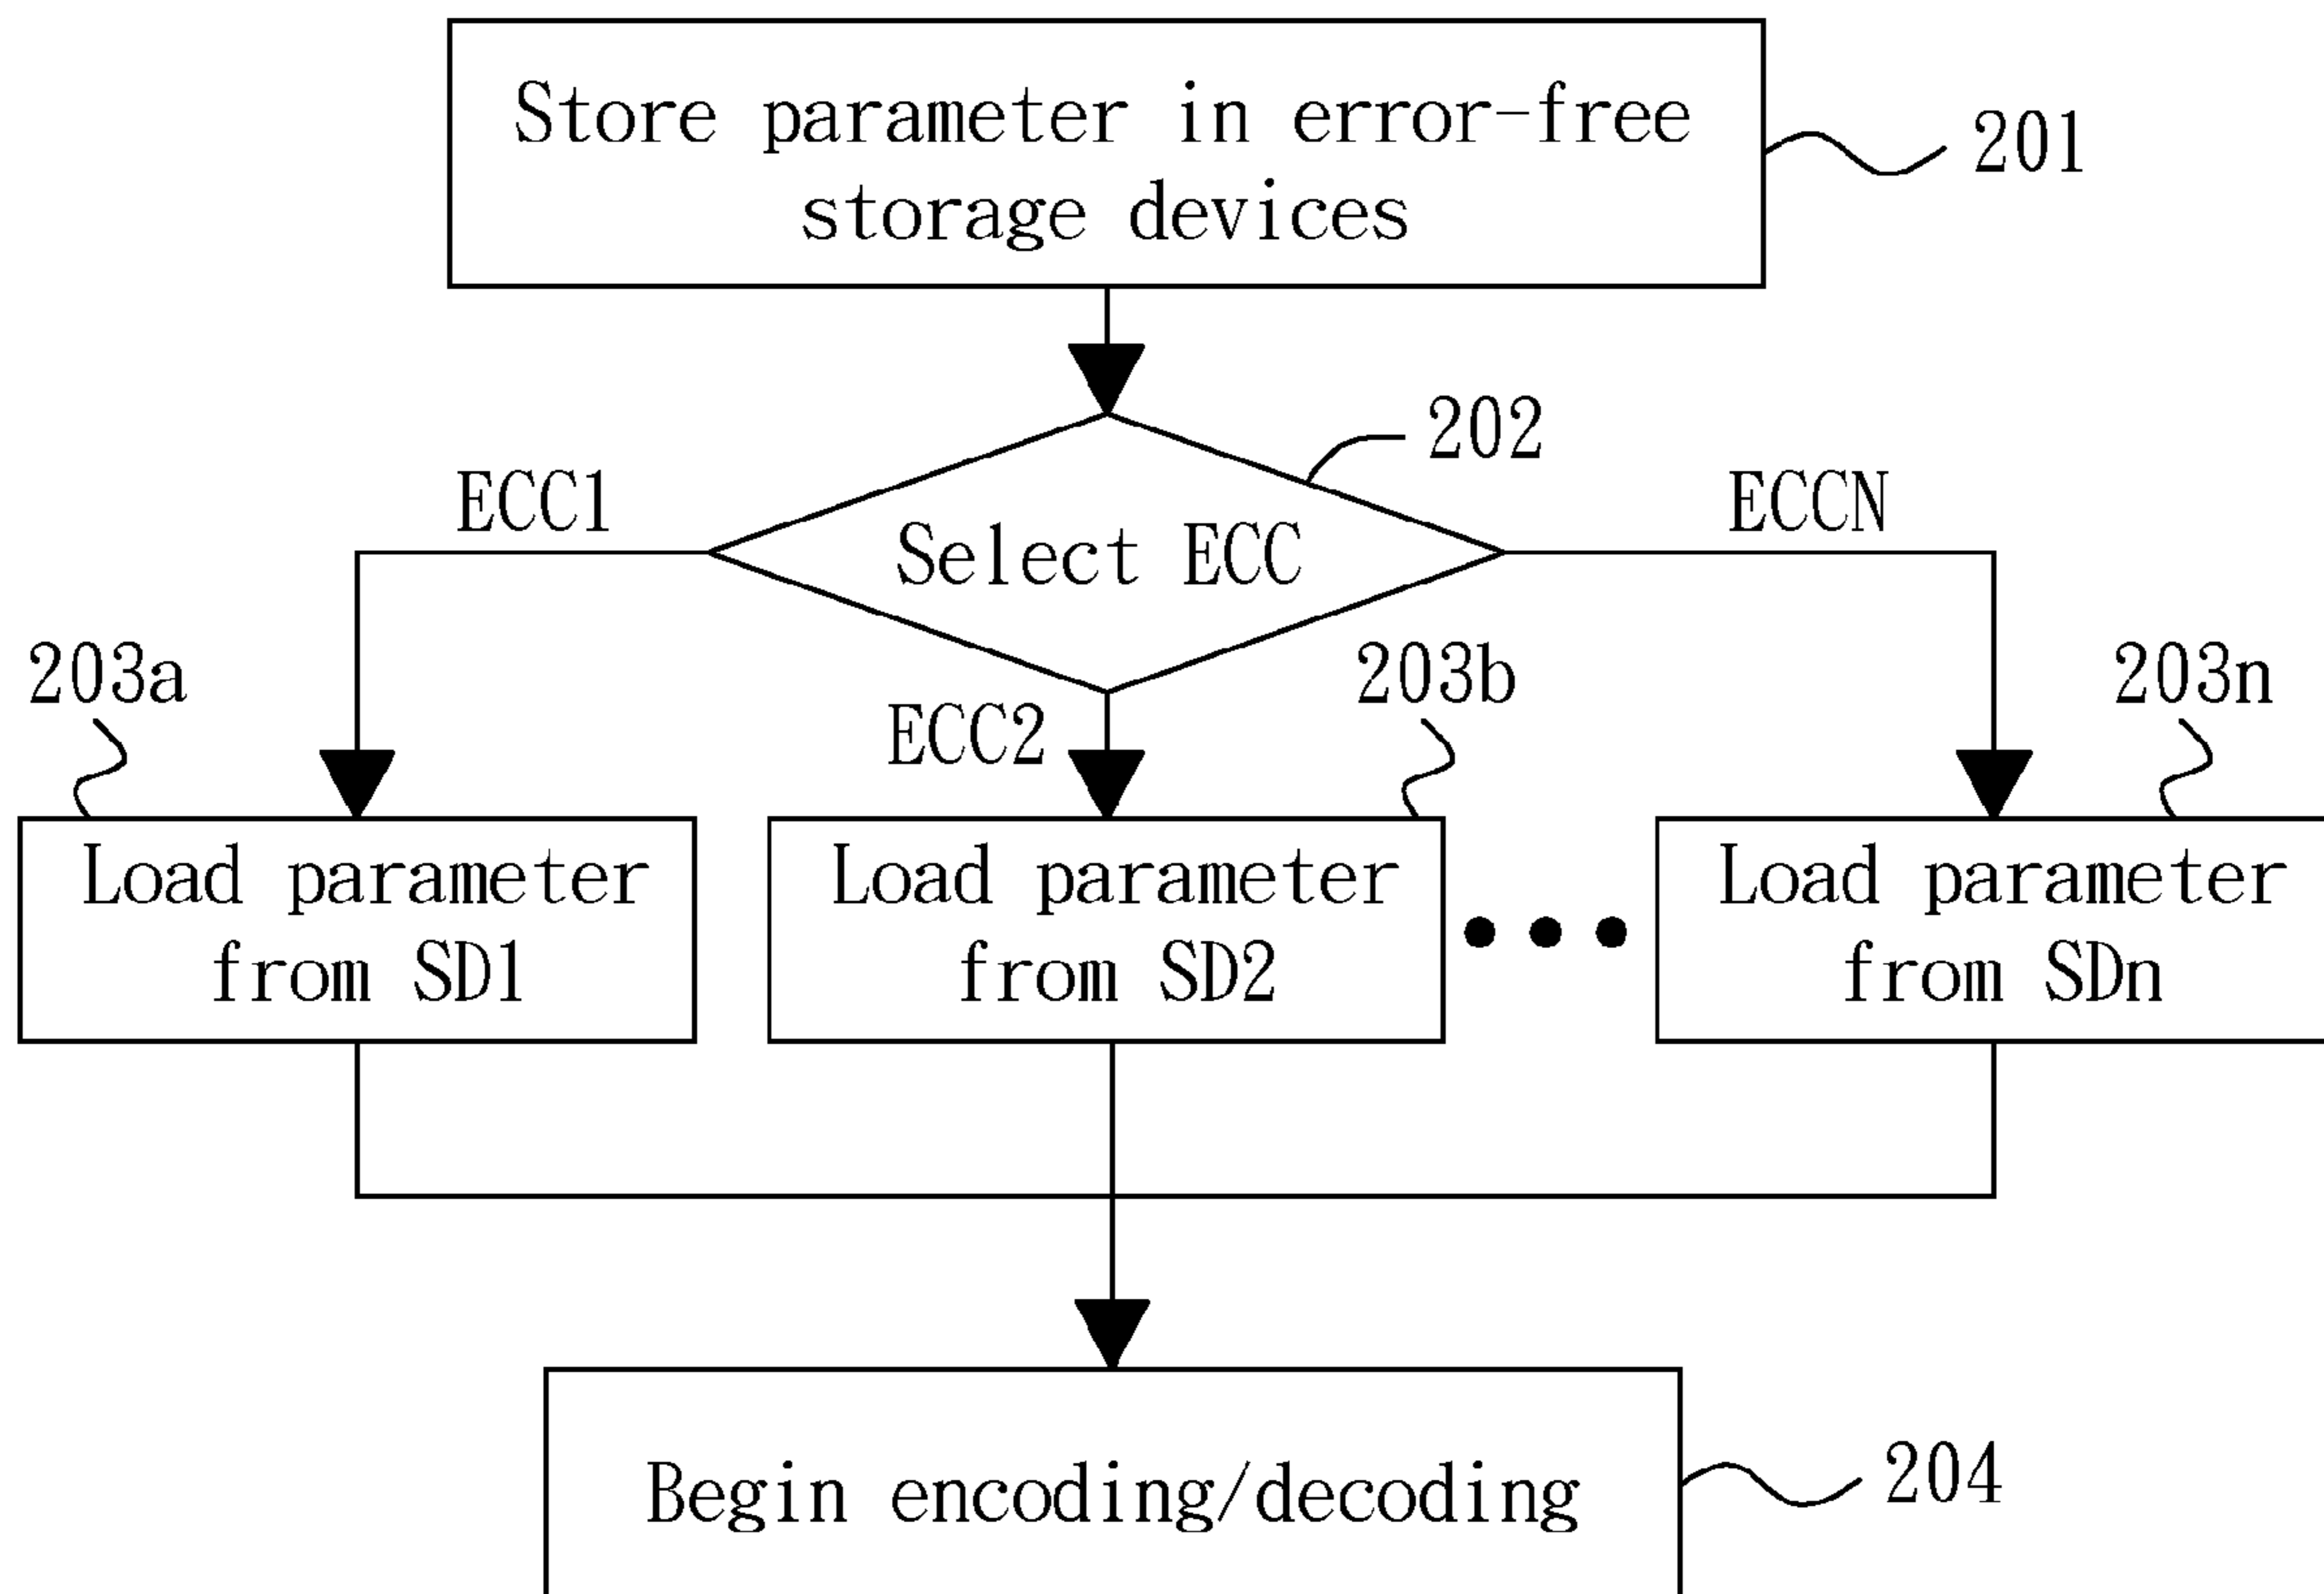 Store parameter in error-free
storage devices
201
202
ECC1
ECCN
Select ECC
203a
203b
203n
ECC2
Load parameter
from SD1
Load parameter
from SD2
Load parameter
from SDn
Begin encoding/decoding
204